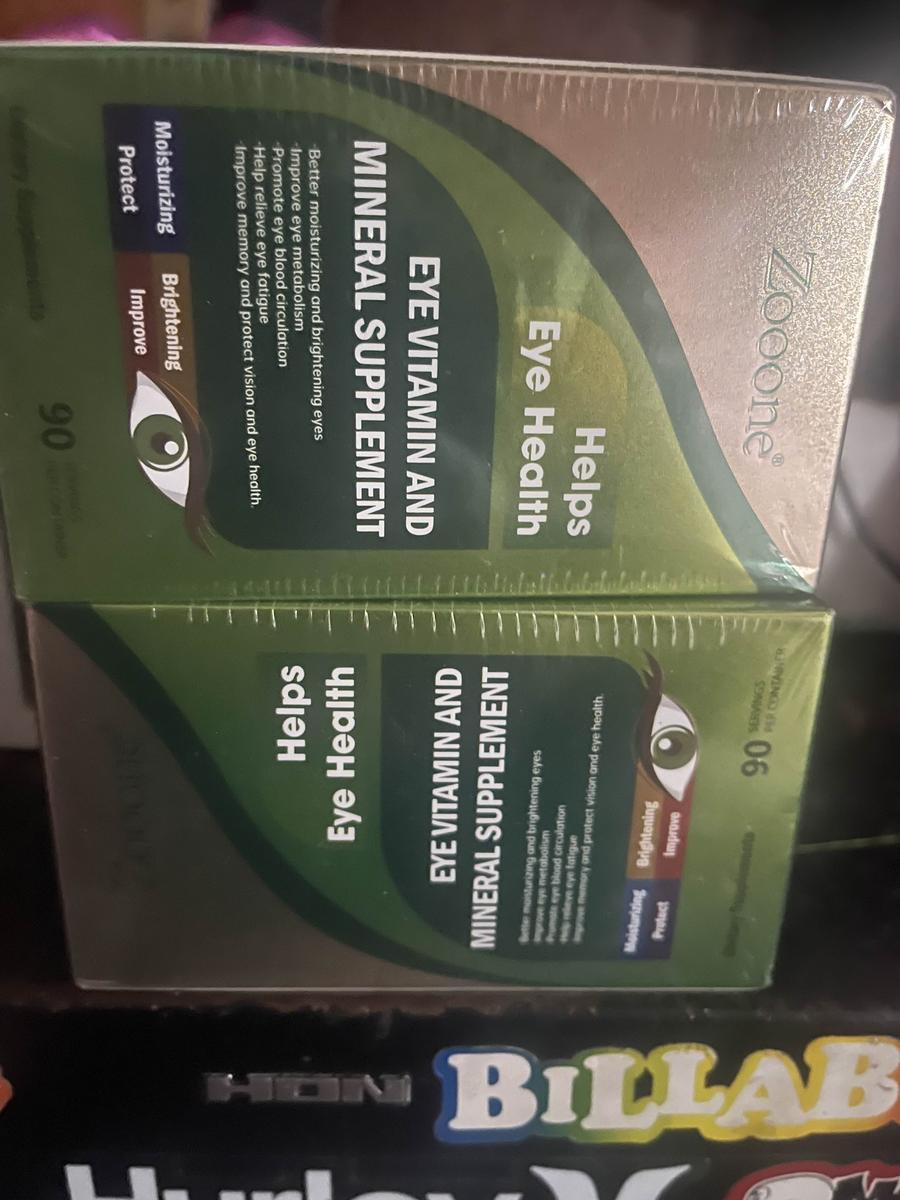 Zooone®
Helps
Eye Health
EYE VITAMIN AND
MINERAL SUPPLEMENT
·Better moisturizing and brightening eyes
·Improve eye metabolism
·Promote eye blood circulation
·Help relieve eye fatigue
·Improve memory and protect vision and eye health.
Moisturizing
Brightening
Protect
Improve
90
Helps
Eye Health
EYE VITAMIN AND
MINERAL SUPPLEMENT
·Better moisturizing and brightening eyes
·Improve eye metabolism
·Promote eye blood circulation
·Help relieve eye fatigue
·Improve memory and protect vision and eye health.
Moisturizing
Brightening
Protect
Improve
90 SERVINGS
PER CONTAINER
BiLLAB
Hurley